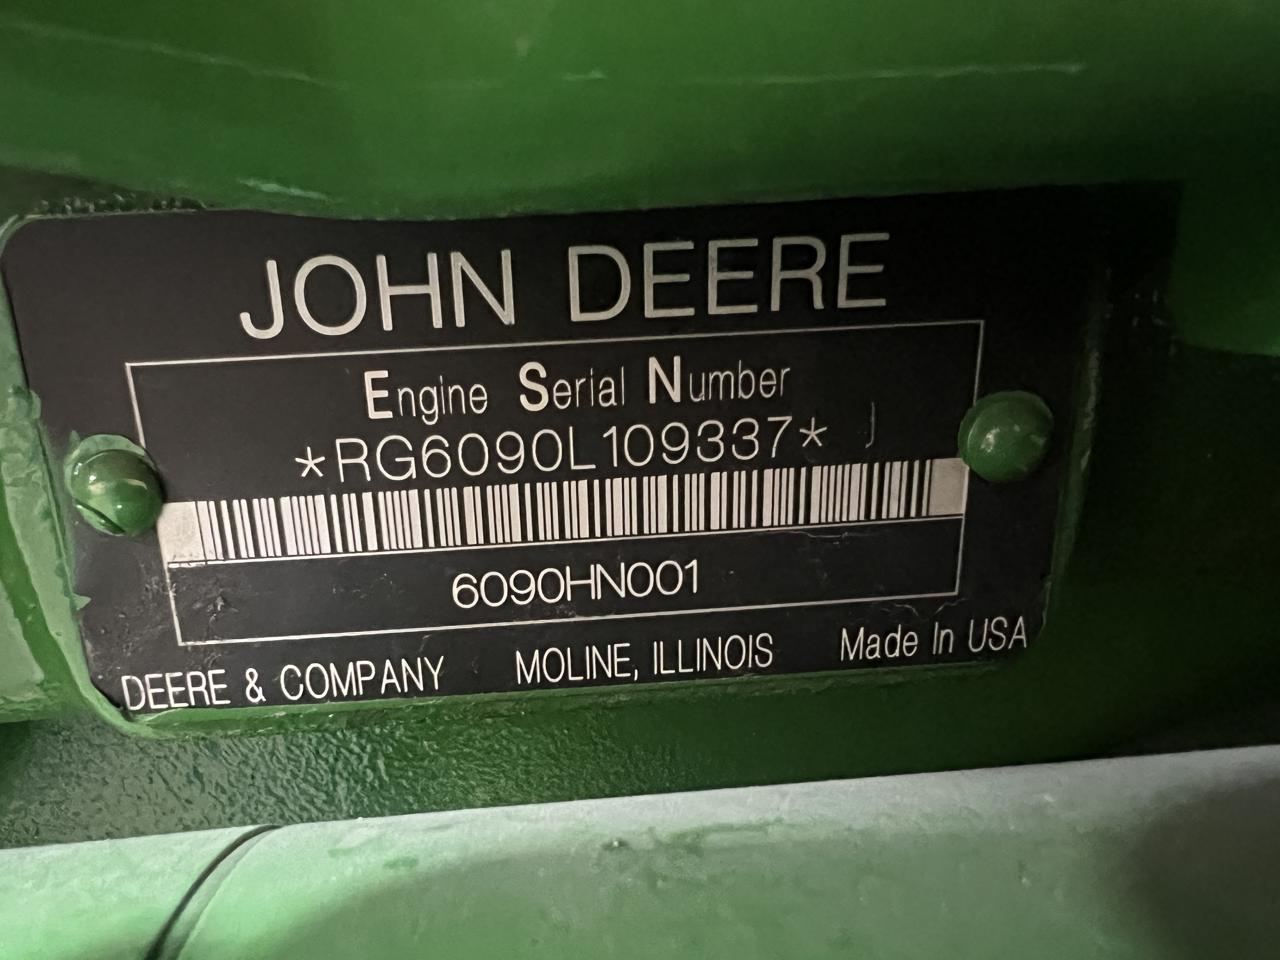 JOHN DEERE
Engine Serial Number
*RG6090L109337*
6090HN001
DEERE & COMPANY MOLINE, ILLINOIS Made In USA